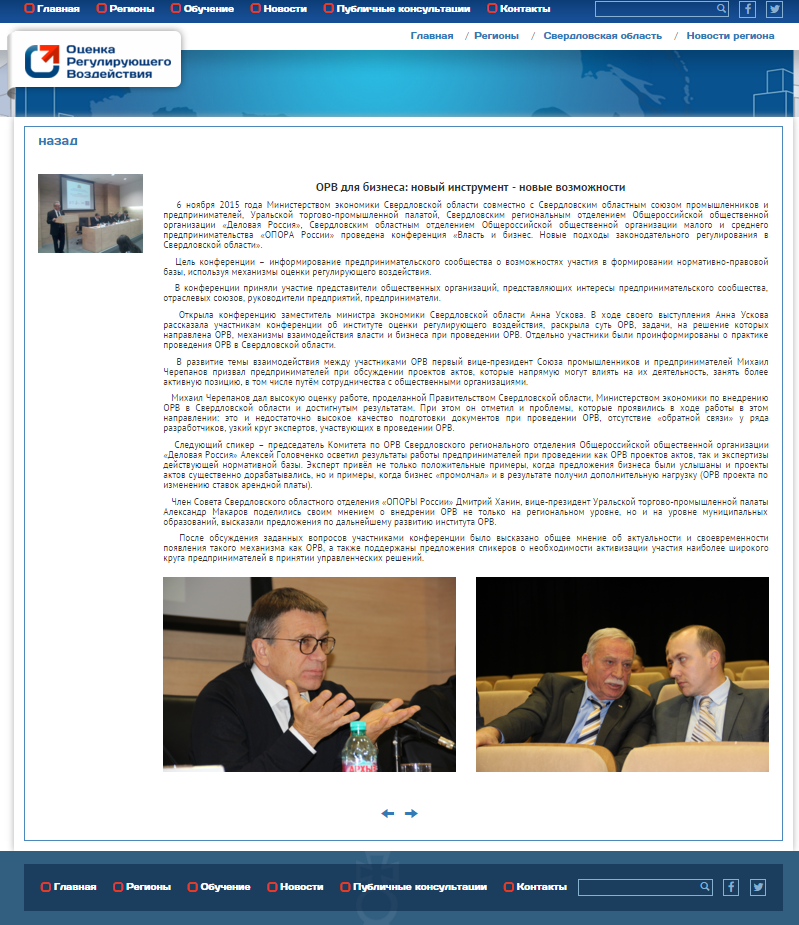 Главная Регионы Обучение Новости Публичные консультации Контакты
Главная / Регионы / Свердловская область / Новости региона
Оценка
Регулирующего
Воздействия
назад
ОРВ для бизнеса: новый инструмент - новые возможности
6 ноября 2015 года Министерством экономики Свердловской области совместно с Свердловским областным союзом промышленников и
предпринимателей, Уральской торгово-промышленной палатой, Свердловским региональным отделением Общероссийской общественной
организации «Деловая Россия», Свердловским областным отделением Общероссийской общественной организации малого и среднего
предпринимательства «ОПОРА России» проведена конференция «Власть и бизнес. Новые подходы законодательного регулирования в
Свердловской области».
Цель конференции – информирование предпринимательского сообщества о возможностях участия в формировании нормативно-правовой
базы, используя механизмы оценки регулирующего воздействия.
В конференции приняли участие представители общественных организаций, представляющих интересы предпринимательского сообщества,
отраслевых союзов, руководители предприятий, предприниматели.
Открыла конференцию заместитель министра экономики Свердловской области Анна Ускова. В ходе своего выступления Анна Ускова
рассказала участникам конференции об институте оценки регулирующего воздействия, раскрыла суть ОРВ, задачи, на решение которых
направлена ОРВ, механизмы взаимодействия власти и бизнеса при проведении ОРВ. Отдельно участники были проинформированы о практике
проведения ОРВ в Свердловской области.
В развитие темы взаимодействия между участниками ОРВ первый вице-президент Союза промышленников и предпринимателей Михаил
Черепанов призвал предпринимателей при обсуждении проектов актов, которые напрямую могут влиять на их деятельность, занять более
активную позицию, в том числе путём сотрудничества с общественными организациями.
Михаил Черепанов дал высокую оценку работе, проделанной Правительством Свердловской области, Министерством экономики по внедрению
ОРВ в Свердловской области и достигнутым результатам. При этом он отметил и проблемы, которые проявились в ходе работы в этом
направлении: это и недостаточно высокое качество подготовки документов при проведении ОРВ, отсутствие «обратной связи» у ряда
разработчиков, узкий круг экспертов, участвующих в проведении ОРВ.
Следующий спикер – председатель Комитета по ОРВ Свердловского регионального отделения Общероссийской общественной организации
«Деловая Россия» Алексей Головченко осветил результаты работы предпринимателей при проведении как ОРВ проектов актов, так и экспертизы
действующей нормативной базы. Эксперт привёл не только положительные примеры, когда предложения бизнеса были услышаны и проекты
актов существенно дорабатывались, но и примеры, когда бизнес «промолчал» и в результате получил дополнительную нагрузку (ОРВ проекта по
изменению ставок арендной платы).
Член Совета Свердловского областного отделения «ОПОРЫ России» Дмитрий Ханин, вице-президент Уральской торгово-промышленной палаты
Александр Макаров поделились своим мнением о внедрении ОРВ не только на региональном уровне, но и на уровне муниципальных
образований, высказали предложения по дальнейшему развитию института ОРВ.
После обсуждения заданных вопросов участниками конференции было высказано общее мнение об актуальности и своевременности
появления такого механизма как ОРВ, а также поддержаны предложения спикеров о необходимости активизации участия наиболее широкого
круга предпринимателей в принятии управленческих решений.
Главная Регионы Обучение Новости Публичные консультации Контакты